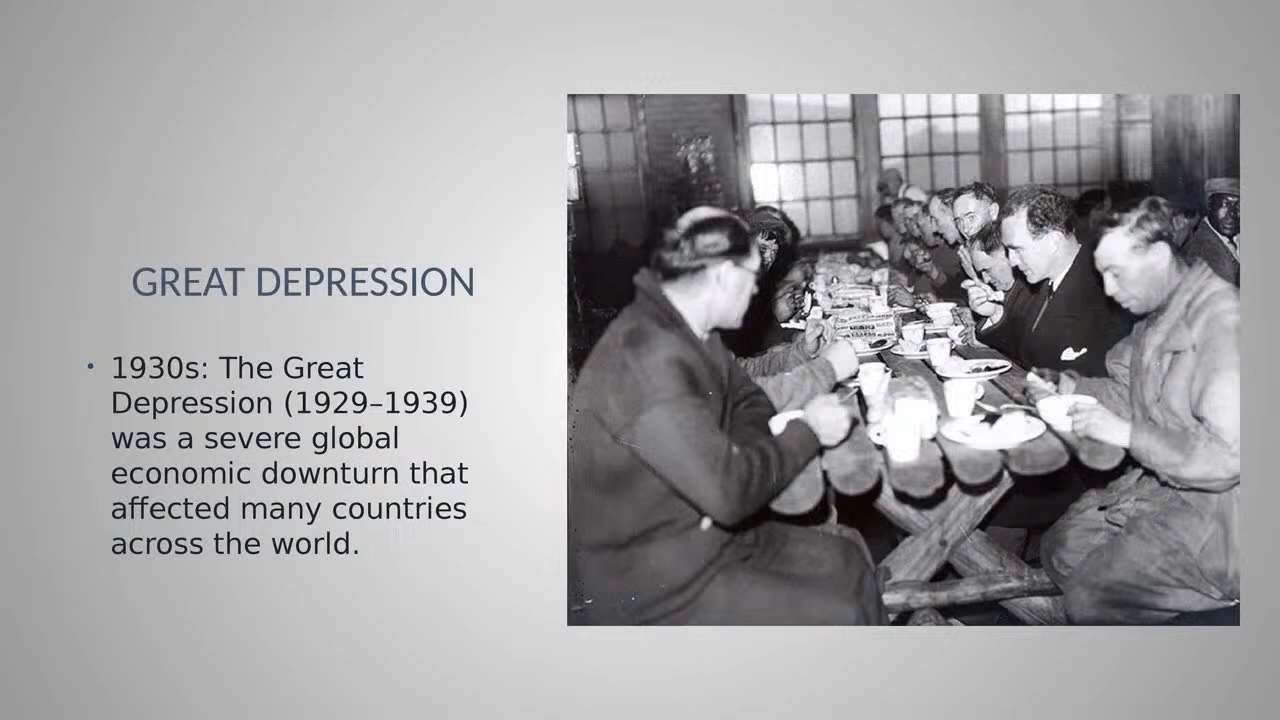 GREAT DEPRESSION
• 1930s: The Great
Depression (1929–1939)
was a severe global
economic downturn that
affected many countries
across the world.